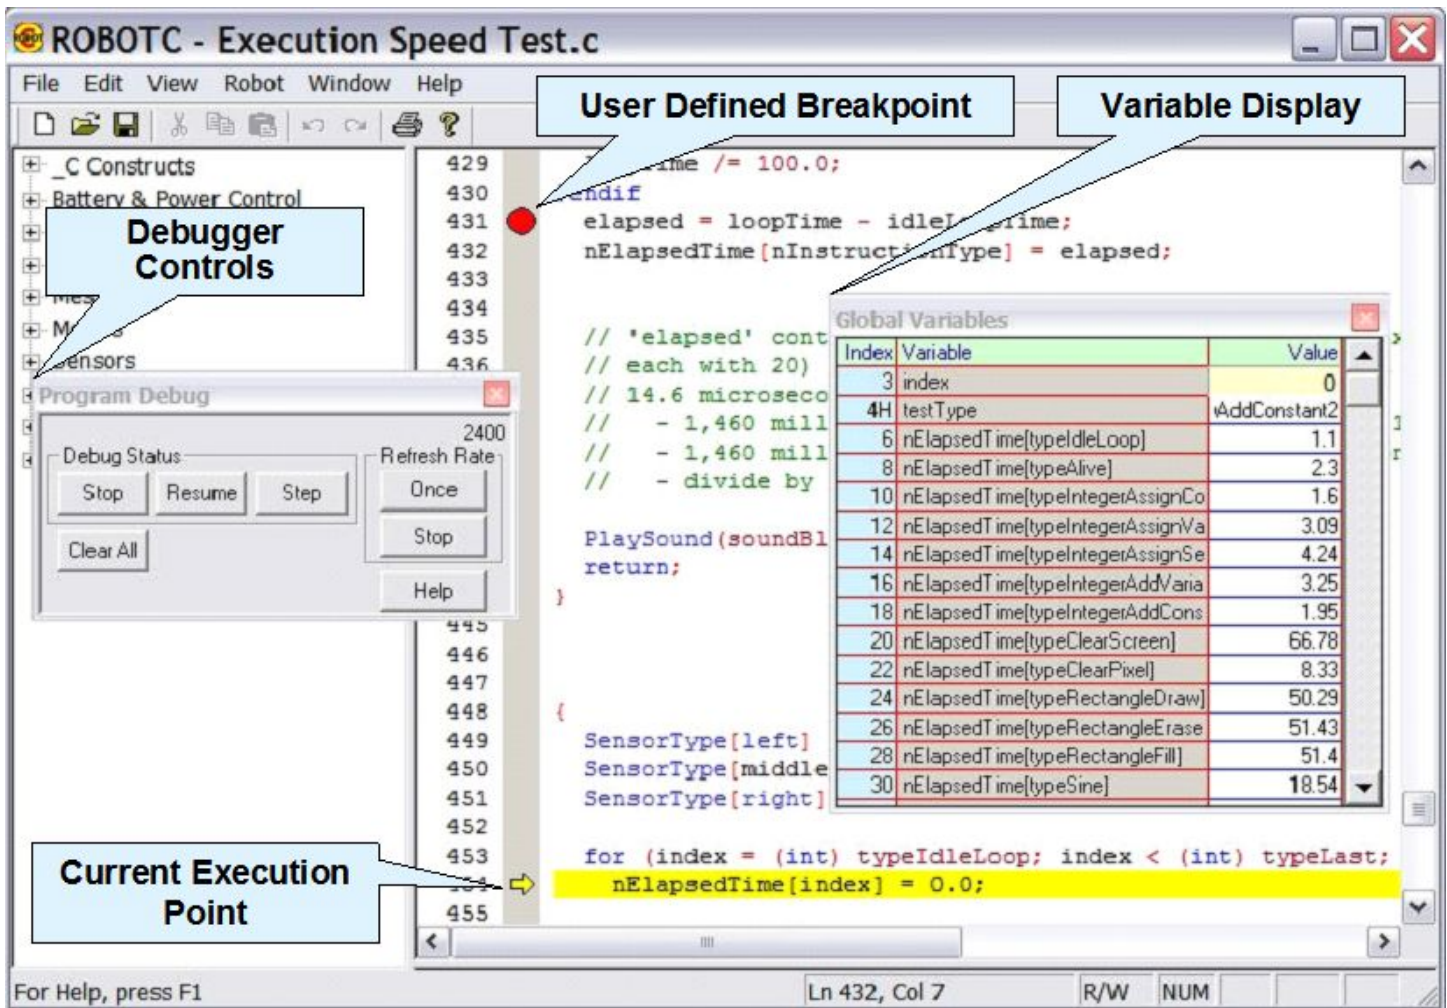 ROBOTC - Execution Speed Test.c
File Edit View Robot Window Help
User Defined Breakpoint
Variable Display
_C Constructs
Battery & Power Control
Debugger
Controls
Sensors
Program Debug
2400
Debug Status
Refresh Rate
Stop Resume Step
Once
Clear All
Stop
Help
429 /= 100.0;
430 endif
431 elapsed = loopTime - idleLoopTime;
432 nElapsedTime[nInstructionType] = elapsed;
433
434
435 // 'elapsed' cont
436 // each with 20)
// 14.6 microseco
// - 1,460 mill
// - 1,460 mill
// - divide by
PlaySound(soundBl
return;
}
445
446
447
448 {
449 SensorType[left]
450 SensorType[middle
451 SensorType[right]
452
453 for (index = (int) typeIdleLoop; index < (int) typeLast;
454 nElapsedTime[index] = 0.0;
455
Global Variables
Index Variable Value
3 index 0
4H testType AddConstant2
6 nElapsedTime[typeIdleLoop] 1.1
8 nElapsedTime[typeAlive] 2.3
10 nElapsedTime[typeIntegerAssignCo 1.6
12 nElapsedTime[typeIntegerAssignVa 3.09
14 nElapsedTime[typeIntegerAssignSe 4.24
16 nElapsedTime[typeIntegerAddVaria 3.25
18 nElapsedTime[typeIntegerAddCons 1.95
20 nElapsedTime[typeClearScreen] 66.78
22 nElapsedTime[typeClearPixel] 8.33
24 nElapsedTime[typeRectangleDraw] 50.29
26 nElapsedTime[typeRectangleErase 51.43
28 nElapsedTime[typeRectangleFill] 51.4
30 nElapsedTime[typeSine] 18.54
Current Execution
Point
For Help, press F1
Ln 432, Col 7
R/W NUM